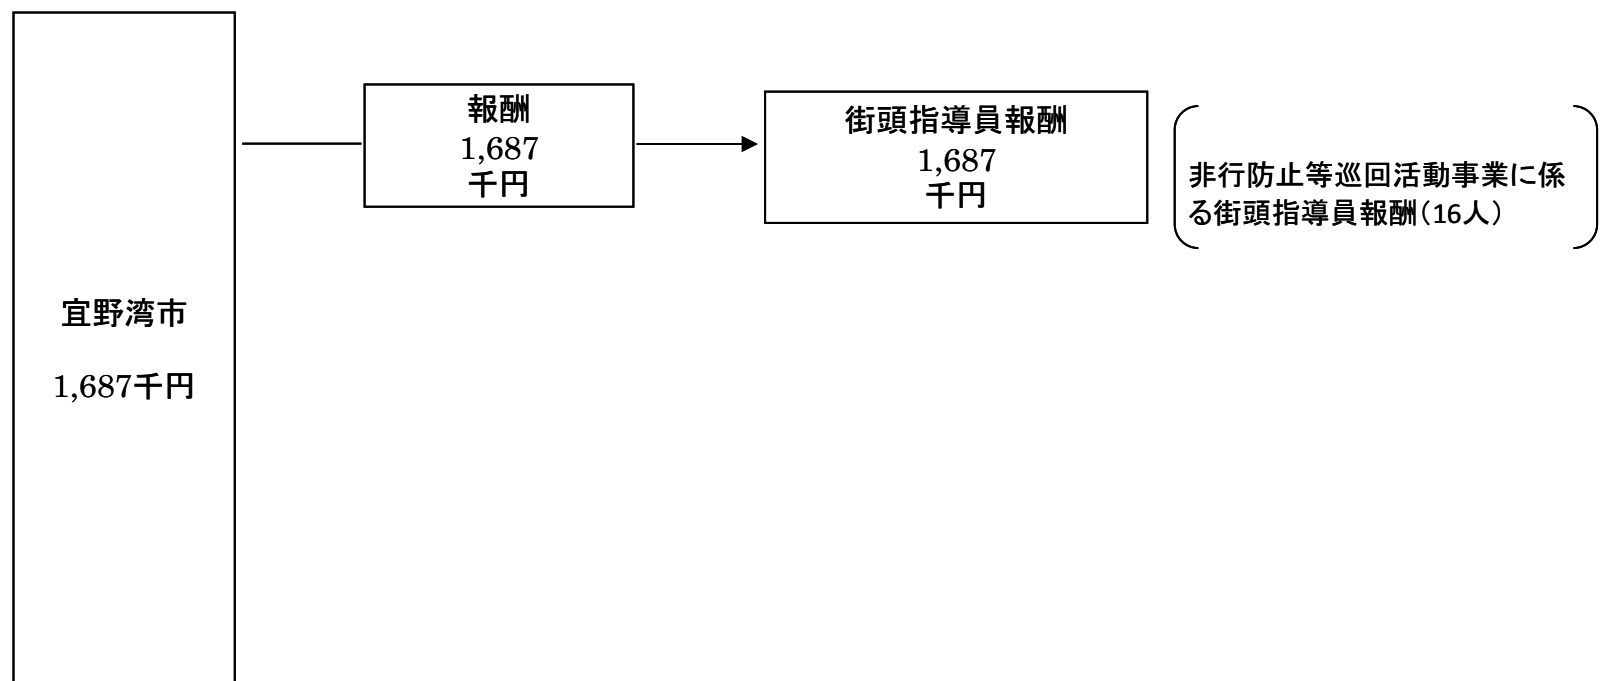 報酬
1,687
千円
街頭指導員報酬
1,687
千円
非行防止等巡回活動事業に係
る街頭指導員報酬（16人）
宜野湾市
1,687千円